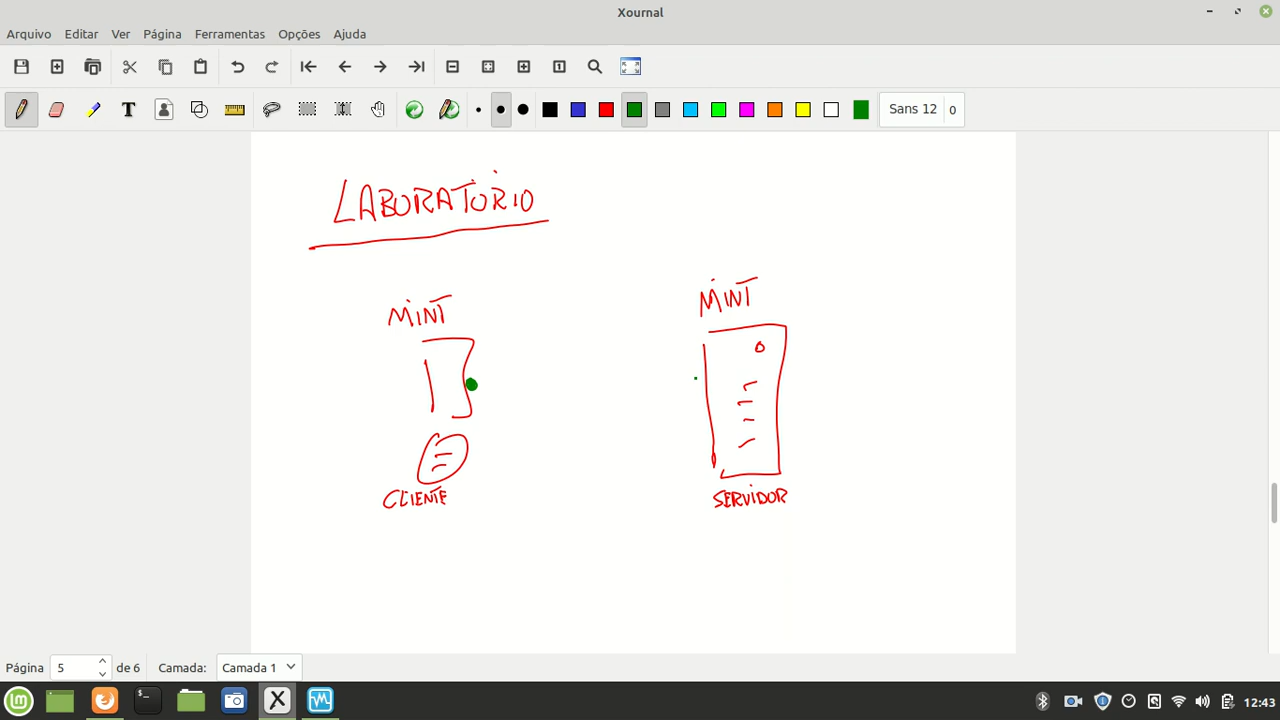 Xournal
Arquivo Editar Ver Página Ferramentas Opções Ajuda
Sans 12 0
LABORATÓRIO
MINT MINT
CLIENTE SERVIDOR
Página 5 de 6 Camada: Camada 1
12:43